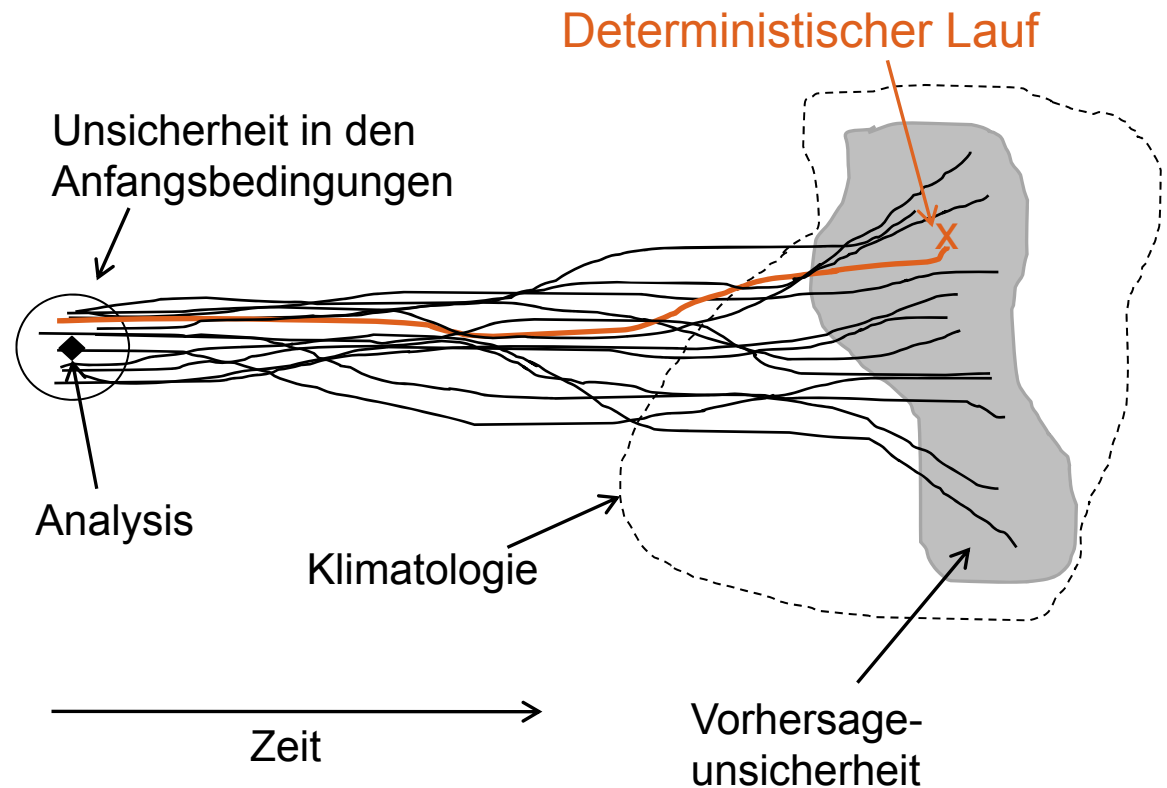 Deterministischer Lauf
Unsicherheit in den
Anfangsbedingungen
X
Analysis
Klimatologie
Zeit
Vorhersage-
unsicherheit